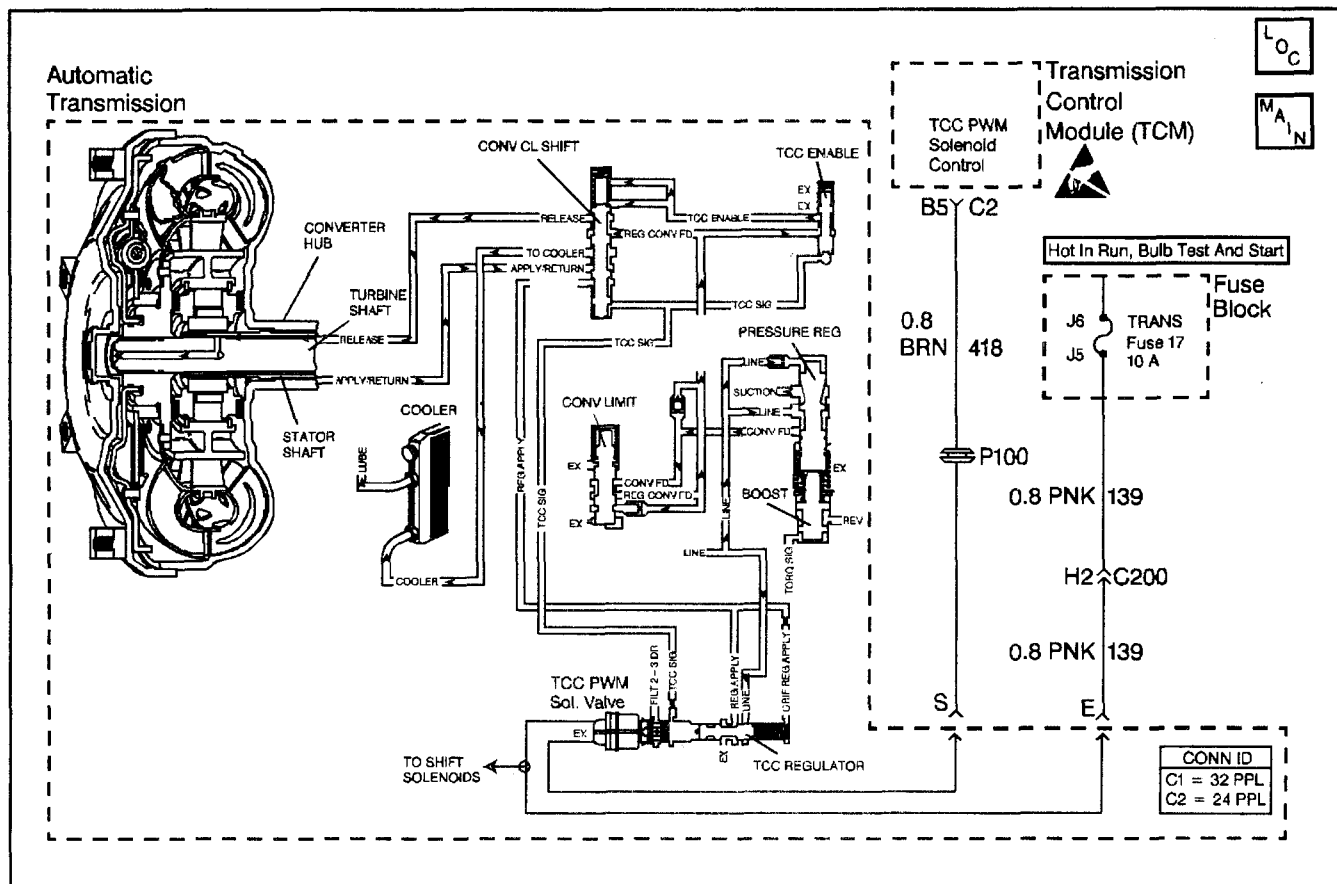 Automatic
Transmission
CONV CL SHIFT
TCC ENABLE
EX
EX
RELEASE
TCC ENABLE
REG CONV FD
TO COOLER
APPLY/RETURN
CONVERTER
HUB
TURBINE
SHAFT
RELEASE
TCC SIG
TCC SIG
APPLY/RETURN
STATOR
SHAFT
COOLER
LUBE
COOLER
REG APPLY
TCC SIG
CONV LIMIT
EX
CONV FD
REG CONV FD
EX
PRESSURE REG
LINE
SUCTION
LINE
CONV FD
EX
BOOST
REV
LINE
LINE
TORQ SIG
TCC PWM
Sol. Valve
EX
FILT 2-3 DR
TCC SIG
REG APPLY
LINE
ORIF REG APPLY
EX
TCC REGULATOR
TO SHIFT
SOLENOIDS
TCC PWM
Solenoid
Control
Transmission
Control
Module (TCM)
L O C
M A I N
B5 C2
Hot In Run, Bulb Test And Start
Fuse
Block
J6
J5
TRANS
Fuse 17
10 A
0.8
BRN 418
P100
0.8 PNK 139
H2 C200
0.8 PNK 139
S
E
CONN ID
C1 = 32 PPL
C2 = 24 PPL